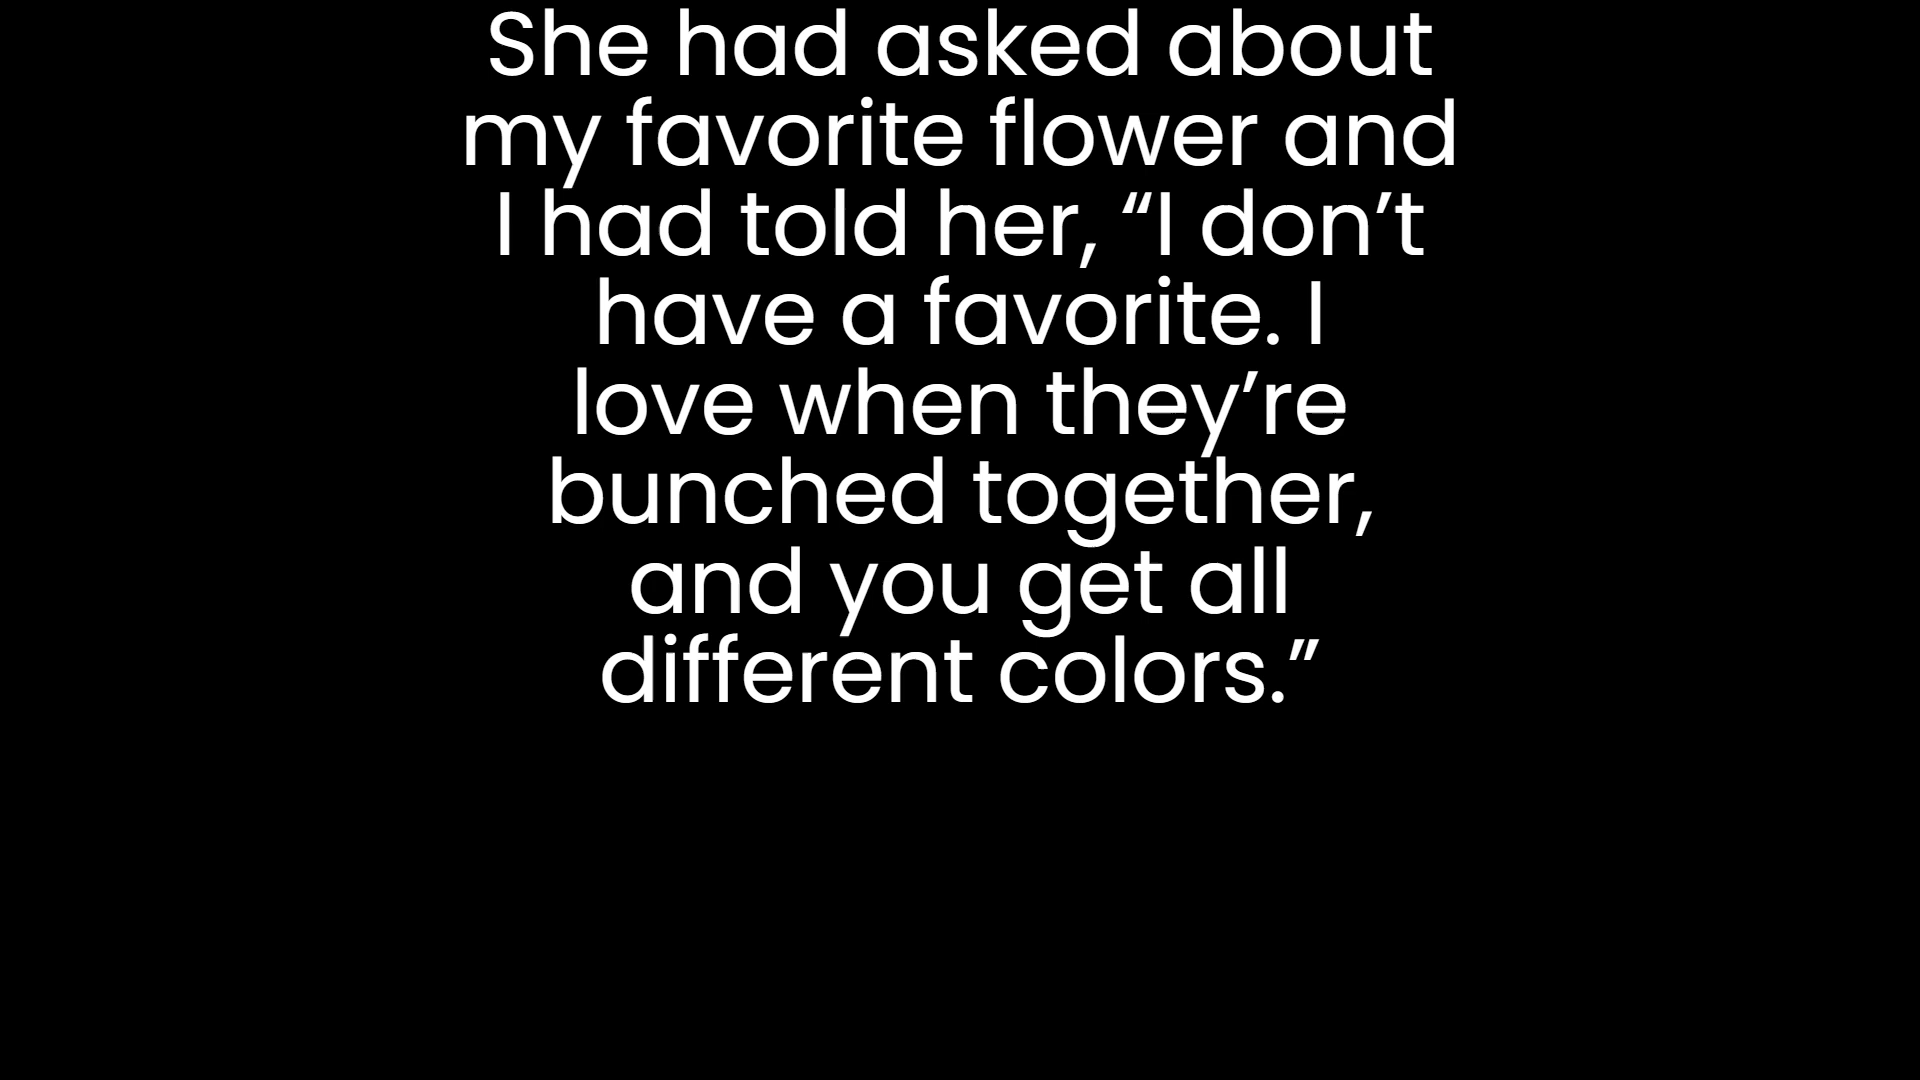 She had asked about
my favorite flower and
I had told her, “I don’t
have a favorite. I
love when they’re
bunched together,
and you get all
different colors.”